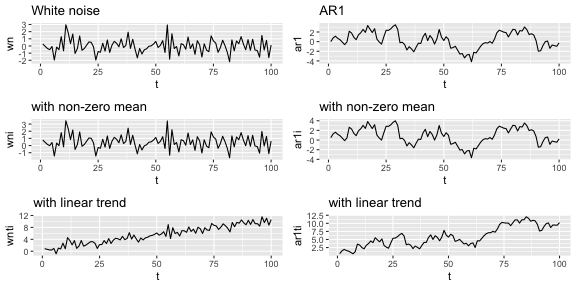 White noise
wn
3
2
1
0
-1
-2
0 25 50 75 100
t
AR1
ar1
2
0
-2
-4
0 25 50 75 100
t
with non-zero mean
wni
3
2
1
0
-1
0 25 50 75 100
t
with non-zero mean
ar1i
4
2
0
-2
-4
0 25 50 75 100
t
with linear trend
wnti
12
8
4
0
0 25 50 75 100
t
with linear trend
ar1ti
12.5
10.0
7.5
5.0
2.5
0 25 50 75 100
t